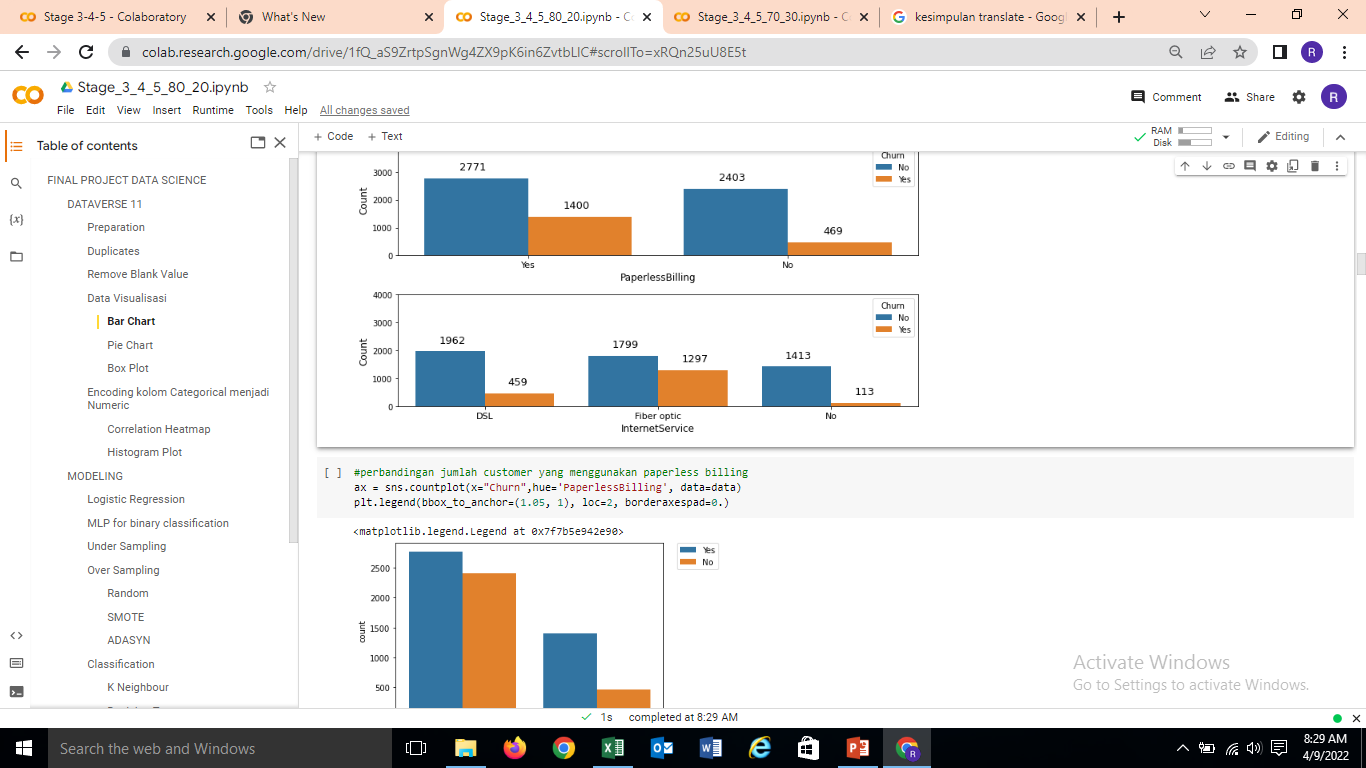 Stage 3-4-5 - Colaboratory
What's New
Stage_3_4_5_80_20.ipynb - C
Stage_3_4_5_70_30.ipynb - C
kesimpulan translate - Goog
colab.research.google.com/drive/1fQ_aS9ZrtpSgnWg4ZX9pK6in6ZvtbLlC#scrollTo=xRQn25uU8E5t
R
Stage_3_4_5_80_20.ipynb
File Edit View Insert Runtime Tools Help All changes saved
Comment
Share
R
Table of contents
FINAL PROJECT DATA SCIENCE
DATAVERSE 11
Preparation
Duplicates
Remove Blank Value
Data Visualisasi
Bar Chart
Pie Chart
Box Plot
Encoding kolom Categorical menjadi
Numeric
Correlation Heatmap
Histogram Plot
MODELING
Logistic Regression
MLP for binary classification
Under Sampling
Over Sampling
Random
SMOTE
ADASYN
Classification
K Neighbour
+ Code + Text
RAM
Disk
Editing
Churn
No
Yes
3000
2000
1000
0
Count
2771
1400
2403
469
Yes
No
PaperlessBilling
4000
3000
2000
1000
0
Count
Churn
No
Yes
1962
459
1799
1297
1413
113
DSL
Fiber optic
No
InternetService
[ ] #perbandingan jumlah customer yang menggunakan paperless billing
ax = sns.countplot(x="Churn",hue='PaperlessBilling', data=data)
plt.legend(bbox_to_anchor=(1.05, 1), loc=2, borderaxespad=0.)
<matplotlib.legend.Legend at 0x7f7b5e942e90>
Yes
No
2500
2000
1500
1000
500
count
Activate Windows
Go to Settings to activate Windows.
1s completed at 8:29 AM
Search the web and Windows
8:29 AM
4/9/2022